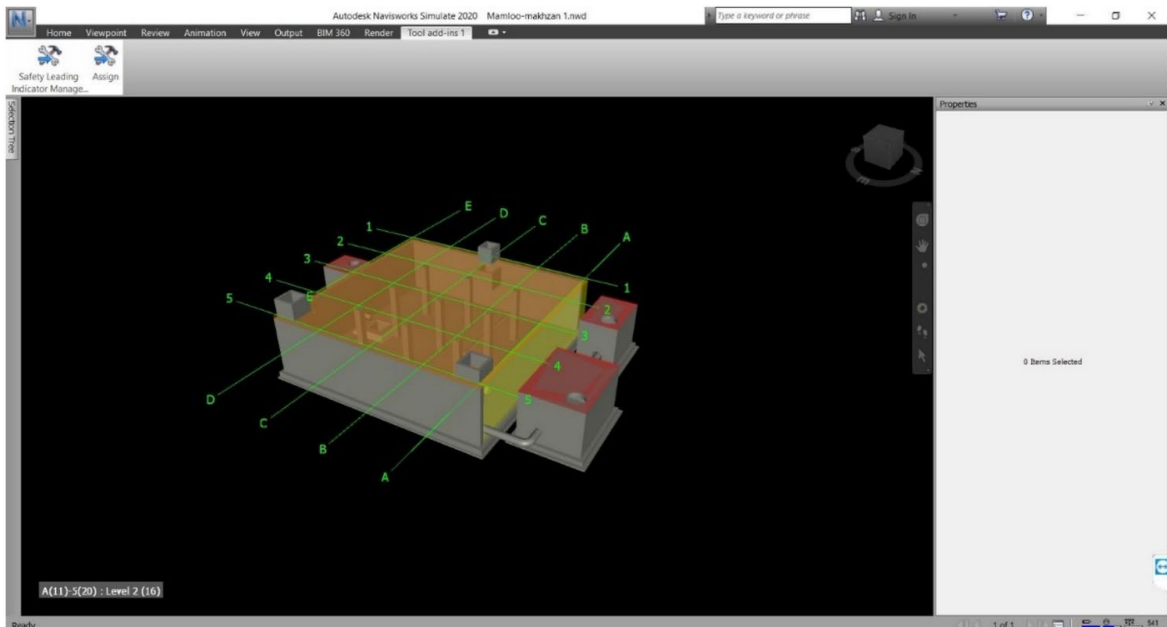 Autodesk Navisworks Simulate 2020 Mamloo-makhzan 1.nwd
Type a keyword or phrase
Sign In
Home Viewpoint Review Animation View Output BIM 360 Render Tool add-ins 1
Safety Leading
Indicator Manage...
Assign
Selection Tree
Properties
E
D
C
B
A
1
2
3
4
5
6
1
2
3
4
5
D
C
B
A
0 Items Selected
A(11)-5(20) : Level 2 (16)
Ready
1 of 1
541